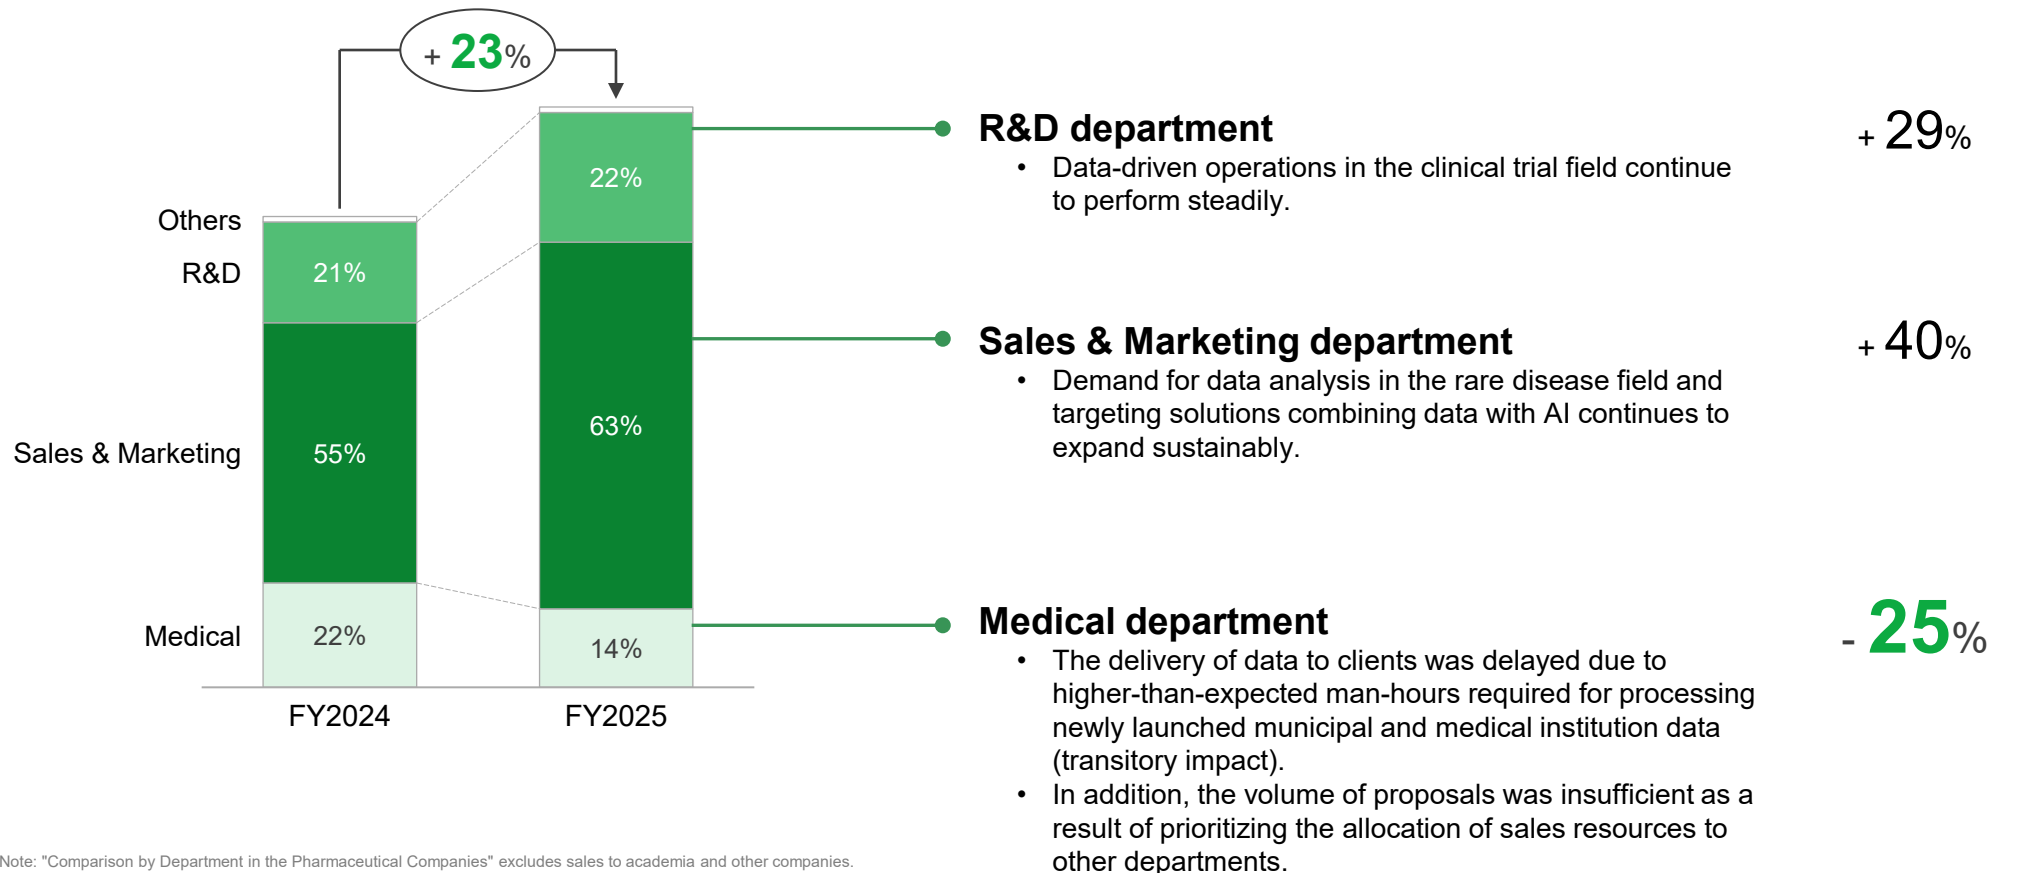 + 23%
Others
R&D
Sales & Marketing
Medical
21%
55%
22%
FY2024
22%
63%
14%
FY2025
R&D department
+ 29%
• Data-driven operations in the clinical trial field continue
to perform steadily.
Sales & Marketing department
+ 40%
• Demand for data analysis in the rare disease field and
targeting solutions combining data with AI continues to
expand sustainably.
Medical department
- 25%
• The delivery of data to clients was delayed due to
higher-than-expected man-hours required for processing
newly launched municipal and medical institution data
(transitory impact).
• In addition, the volume of proposals was insufficient as a
result of prioritizing the allocation of sales resources to
other departments.
Note: "Comparison by Department in the Pharmaceutical Companies" excludes sales to academia and other companies.